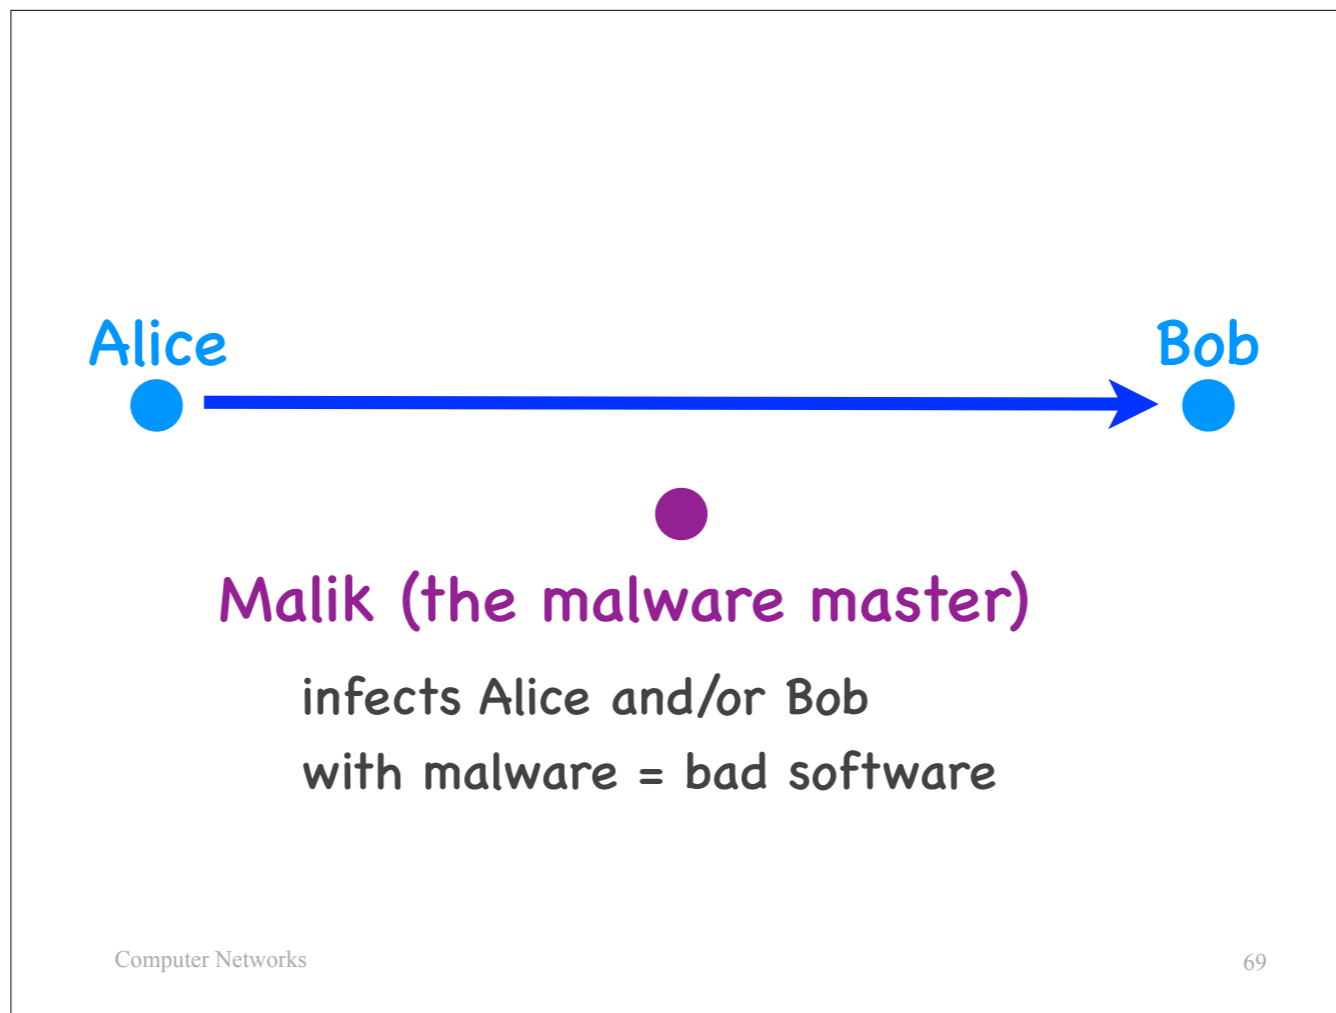 Alice
Bob
Malik (the malware master)
infects Alice and/or Bob
with malware = bad software
Computer Networks
69